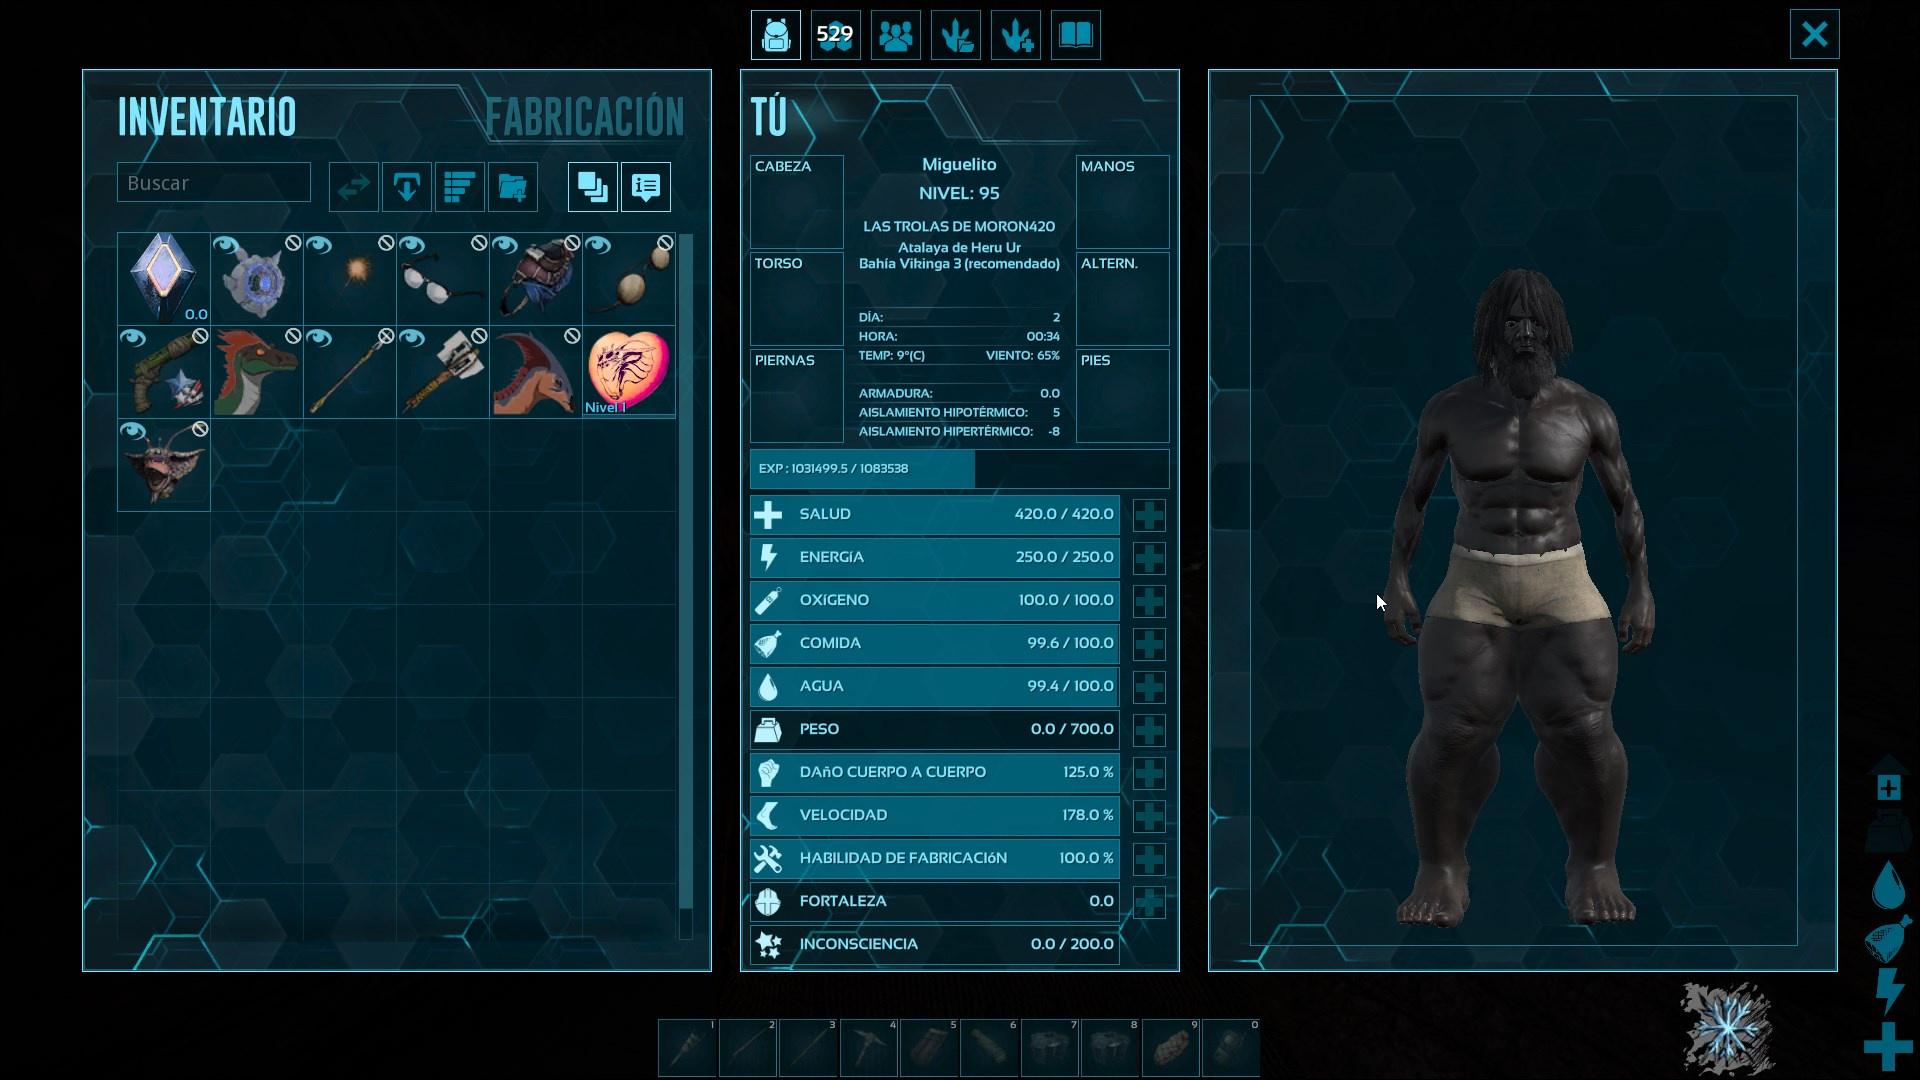 529
INVENTARIO
FABRICACIÓN
Buscar
0.0
Nivel 1
TÚ
CABEZA
MANOS
Miguelito
NIVEL: 95
LAS TROLAS DE MORON420
Atalaya de Heru Ur
Bahía Vikinga 3 (recomendado)
TORSO
ALTERN.
DÍA: 2
HORA: 00:34
TEMP: 9°(C) VIENTO: 65%
PIERNAS
PIES
ARMADURA: 0.0
AISLAMIENTO HIPOTÉRMICO: 5
AISLAMIENTO HIPERTÉRMICO: -8
EXP : 1031499.5 / 1083538
SALUD 420.0 / 420.0
ENERGíA 250.0 / 250.0
OXíGENO 100.0 / 100.0
COMIDA 99.6 / 100.0
AGUA 99.4 / 100.0
PESO 0.0 / 700.0
DAñO CUERPO A CUERPO 125.0 %
VELOCIDAD 178.0 %
HABILIDAD DE FABRICACIóN 100.0 %
FORTALEZA 0.0
INCONSCIENCIA 0.0 / 200.0
1 2 3 4 5 6 7 8 9 0